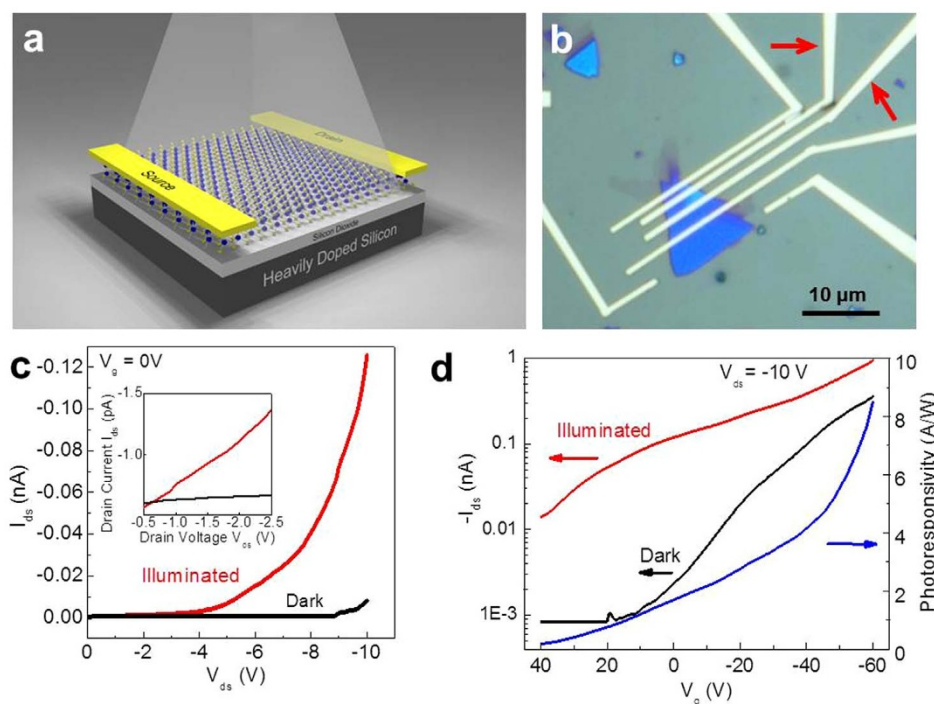 a
Drain
Source
Silicon Dioxide
Heavily Doped Silicon
b
10 μm
c
V_g = 0V
-0.12
-0.10
-0.08
-0.06
-0.04
-0.02
0.00
I_ds (nA)
-1.5
-1.0
Drain Current I_ds (pA)
-0.5 -1.0 -1.5 -2.0 -2.5
Drain Voltage V_ds (V)
Illuminated
Dark
0 -2 -4 -6 -8 -10
V_ds (V)
d
V_ds = -10 V
1
0.1
0.01
1E-3
-I_ds (nA)
Illuminated
Dark
10
8
6
4
2
0
Photoresponsivity (A/W)
40 20 0 -20 -40 -60
V_g (V)